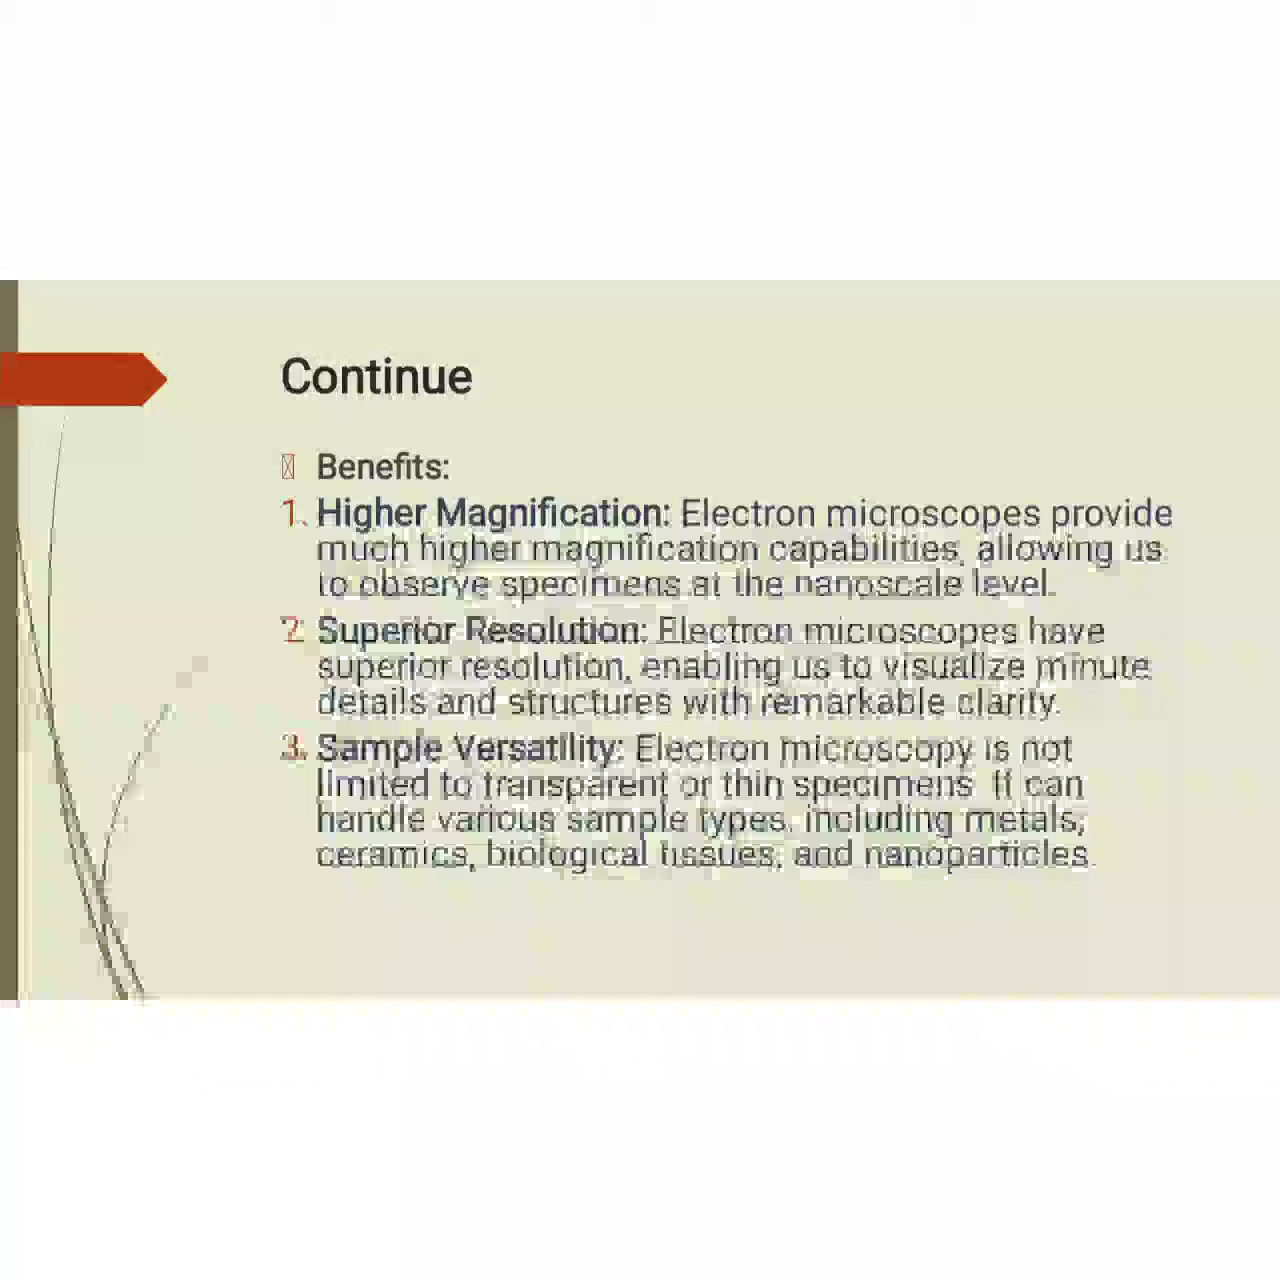 Continue
Benefits:
1. Higher Magnification: Electron microscopes provide
much higher magnification capabilities, allowing us
to observe specimens at the nanoscale level.
2. Superior Resolution: Electron microscopes have
superior resolution, enabling us to visualize minute
details and structures with remarkable clarity.
3. Sample Versatility: Electron microscopy is not
limited to transparent or thin specimens. It can
handle various sample types, including metals,
ceramics, biological tissues, and nanoparticles.